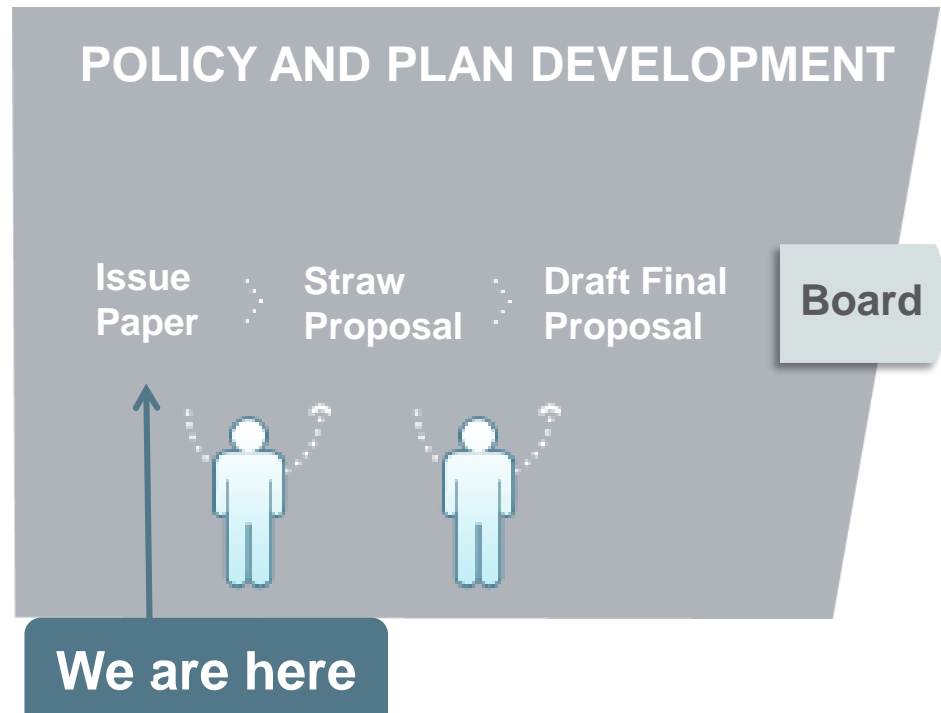 POLICY AND PLAN DEVELOPMENT
Issue
Paper
Straw
Proposal
Draft Final
Proposal
Board
We are here